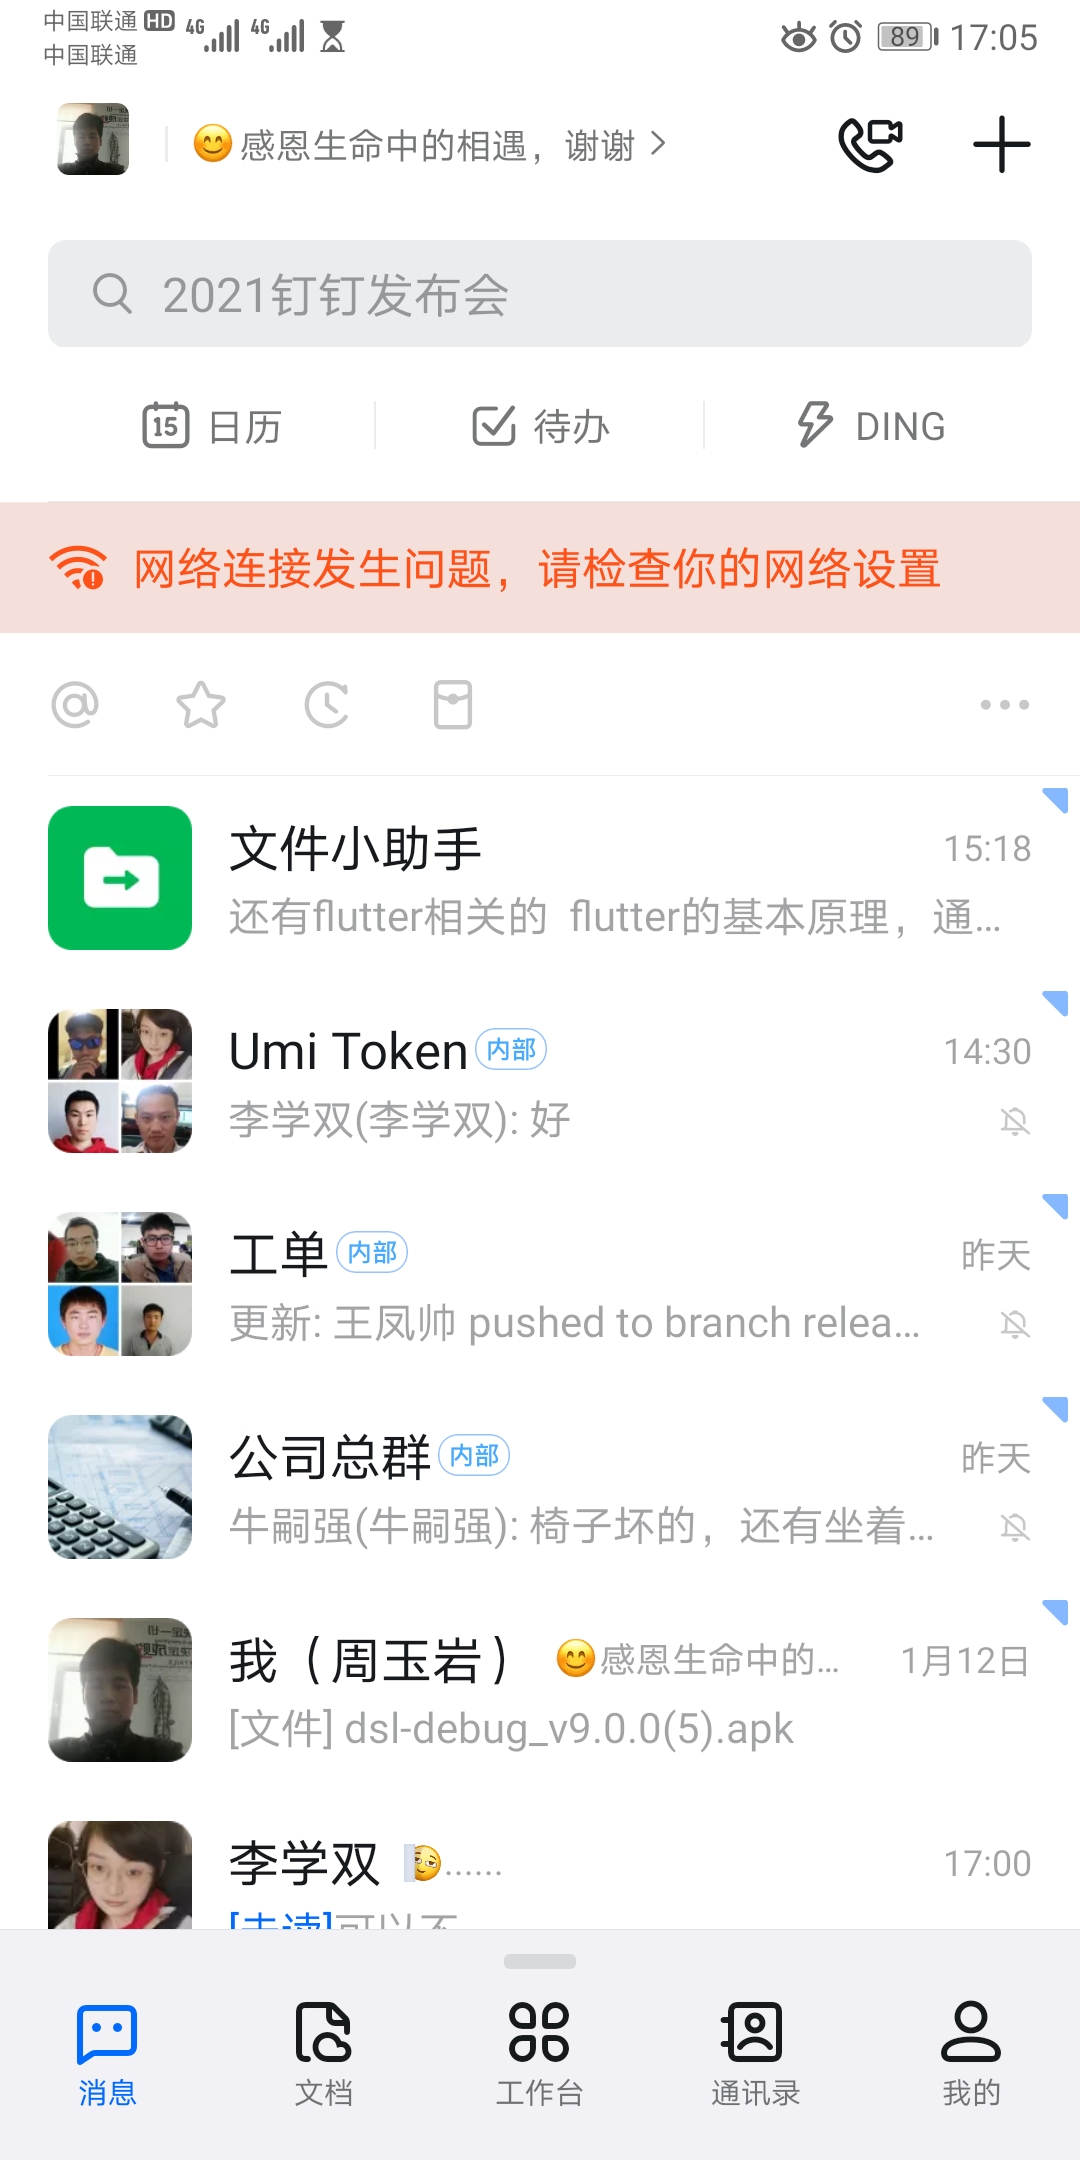 中国联通 HD 4G 4G 89 17:05
中国联通
感恩生命中的相遇，谢谢
2021钉钉发布会
15 日历 待办 DING
网络连接发生问题，请检查你的网络设置
文件小助手 15:18
还有flutter相关的 flutter的基本原理，通...
Umi Token 内部 14:30
李学双(李学双): 好
工单 内部 昨天
更新: 王凤帅 pushed to branch relea...
公司总群 内部 昨天
牛嗣强(牛嗣强): 椅子坏的，还有坐着...
我（周玉岩） 感恩生命中的... 1月12日
[文件] dsl-debug_v9.0.0(5).apk
李学双 ...... 17:00
消息 文档 工作台 通讯录 我的